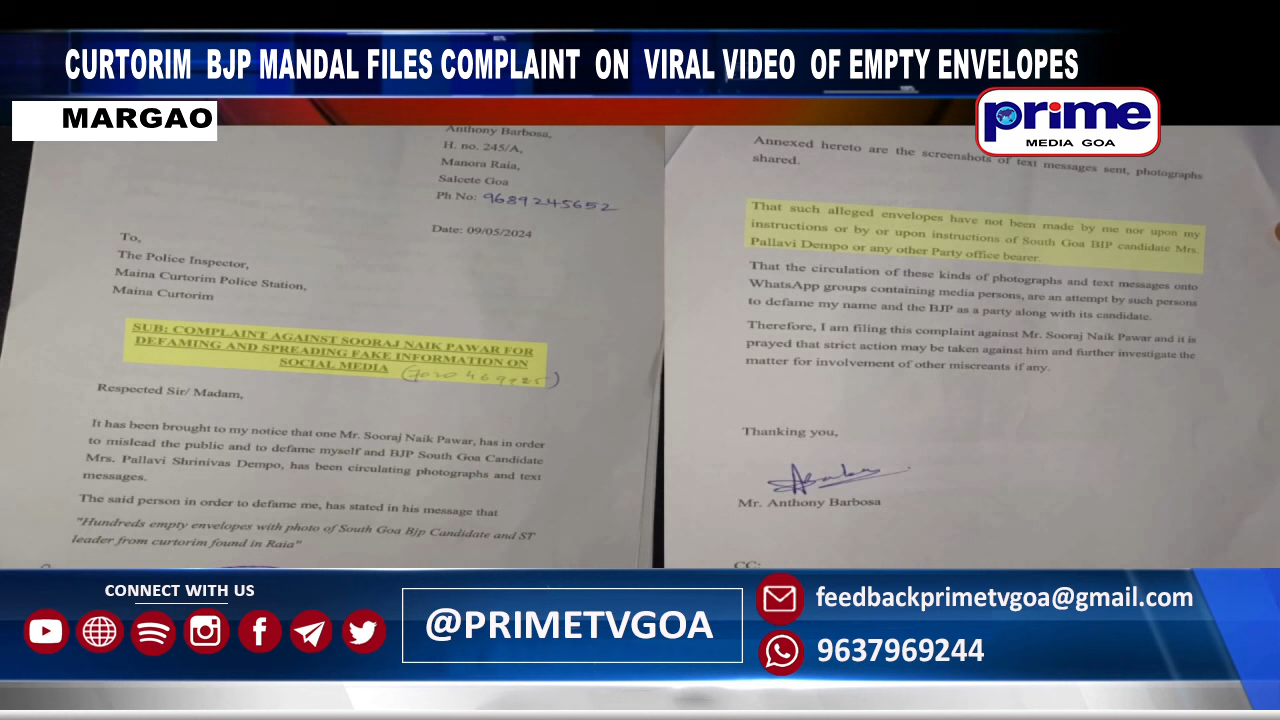 CURTORIM BJP MANDAL FILES COMPLAINT ON VIRAL VIDEO OF EMPTY ENVELOPES
MARGAO
prime
MEDIA GOA
Anthony Barbosa,
H. no. 245/A,
Manora Raia,
Salcete Goa
Ph No: 9689245652
Date: 09/05/2024
To,
The Police Inspector,
Maina Curtorim Police Station,
Maina Curtorim
SUB: COMPLAINT AGAINST SOORAJ NAIK PAWAR FOR
DEFAMING AND SPREADING FAKE INFORMATION ON
SOCIAL MEDIA
Respected Sir/ Madam,
It has been brought to my notice that one Mr. Sooraj Naik Pawar, has in order
to mislead the public and to defame myself and BJP South Goa Candidate
Mrs. Pallavi Shrinivas Dempo, has been circulating photographs and text
messages.
The said person in order to defame me, has stated in his message that
"Hundreds empty envelopes with photo of South Goa Bjp Candidate and ST
leader from curtorim found in Raia"
Annexed hereto are the screenshots of text messages sent, photographs
shared.
That such alleged envelopes have not been made by me nor upon my
instructions or by or upon instructions of South Goa BJP candidate Mrs.
Pallavi Dempo or any other Party office bearer.
That the circulation of these kinds of photographs and text messages onto
WhatsApp groups containing media persons, are an attempt by such persons
to defame my name and the BJP as a party along with its candidate.
Therefore, I am filing this complaint against Mr. Sooraj Naik Pawar and it is
prayed that strict action may be taken against him and further investigate the
matter for involvement of other miscreants if any.
Thanking you,
Mr. Anthony Barbosa
CC:
CONNECT WITH US
@PRIMETVGOA
feedbackprimetvgoa@gmail.com
9637969244